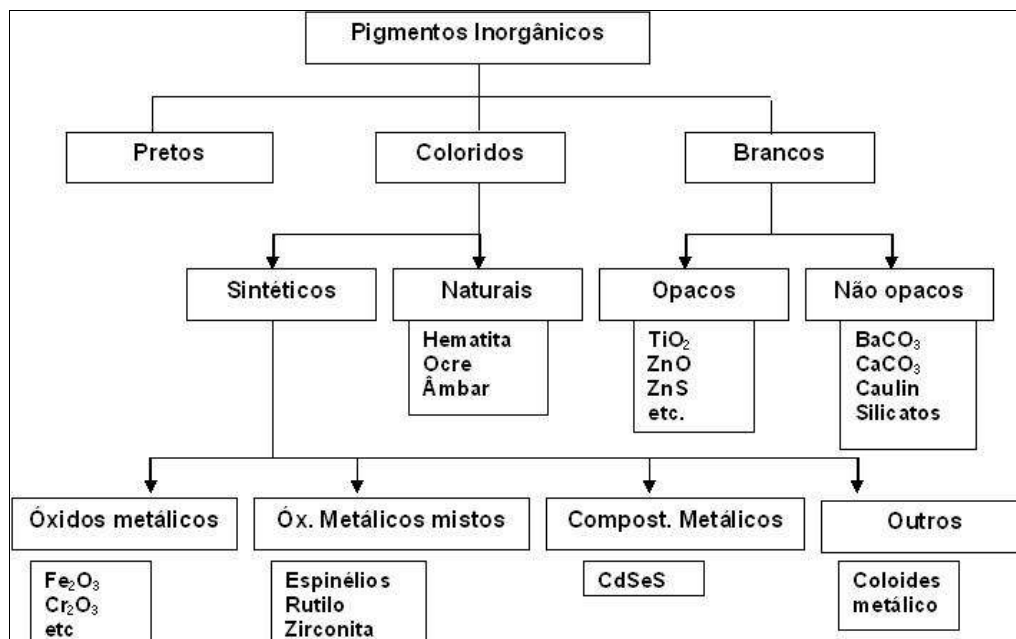 Pigmentos Inorgânicos
Pretos
Coloridos
Brancos
Sintéticos
Naturais
Opacos
Não opacos
Hematita
Ocre
Âmbar
TiO₂
ZnO
ZnS
etc.
BaCO₃
CaCO₃
Caulin
Silicatos
Óxidos metálicos
Óx. Metálicos mistos
Compost. Metálicos
Outros
Fe₂O₃
Cr₂O₃
etc
Espinélios
Rutilo
Zirconita
CdSeS
Coloides
metálico